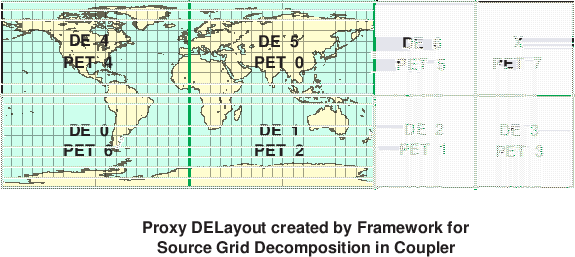 DE 4
PET 4
DE 5
PET 0
DE 6
PET 5
X
PET 7
DE 0
PET 6
DE 1
PET 2
DE 2
PET 1
DE 3
PET 3
Proxy DELayout created by Framework for
Source Grid Decomposition in Coupler